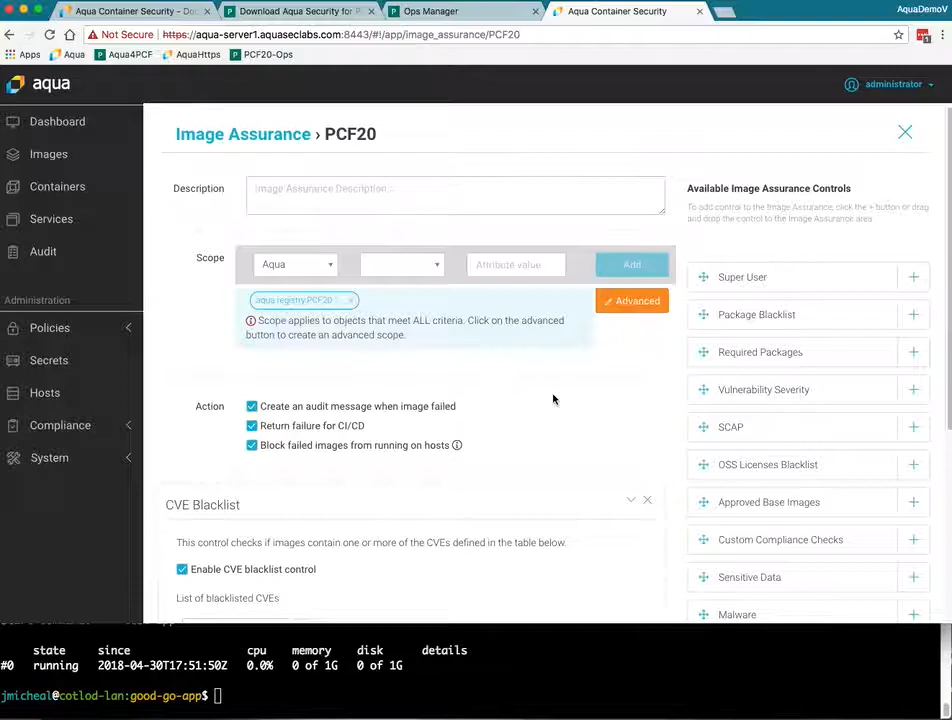 Aqua Container Security - Do
Download Aqua Security for P
Ops Manager
Aqua Container Security
AquaDemoV
Not Secure https://aqua-server1.aquaseclabs.com:8443/#!/app/image_assurance/PCF20
Apps Aqua Aqua4PCF AquaHttps PCF20-Ops
aqua
administrator
Dashboard
Images
Containers
Services
Audit
Administration
Policies
Secrets
Hosts
Compliance
System
Image Assurance › PCF20
Description
Image Assurance Description...
Scope
Aqua
Attribute value
Add
aqua registry:PCF20
Advanced
Scope applies to objects that meet ALL criteria. Click on the advanced
button to create an advanced scope.
Action
Create an audit message when image failed
Return failure for CI/CD
Block failed images from running on hosts
CVE Blacklist
This control checks if images contain one or more of the CVEs defined in the table below.
Enable CVE blacklist control
List of blacklisted CVEs
Available Image Assurance Controls
To add control to the Image Assurance, click the + button or drag
and drop the control to the Image Assurance area
Super User
Package Blacklist
Required Packages
Vulnerability Severity
SCAP
OSS Licenses Blacklist
Approved Base Images
Custom Compliance Checks
Sensitive Data
Malware
state since cpu memory disk details
#0 running 2018-04-30T17:51:50Z 0.0% 0 of 1G 0 of 1G
jmicheal@cotlod-lan:good-go-app$